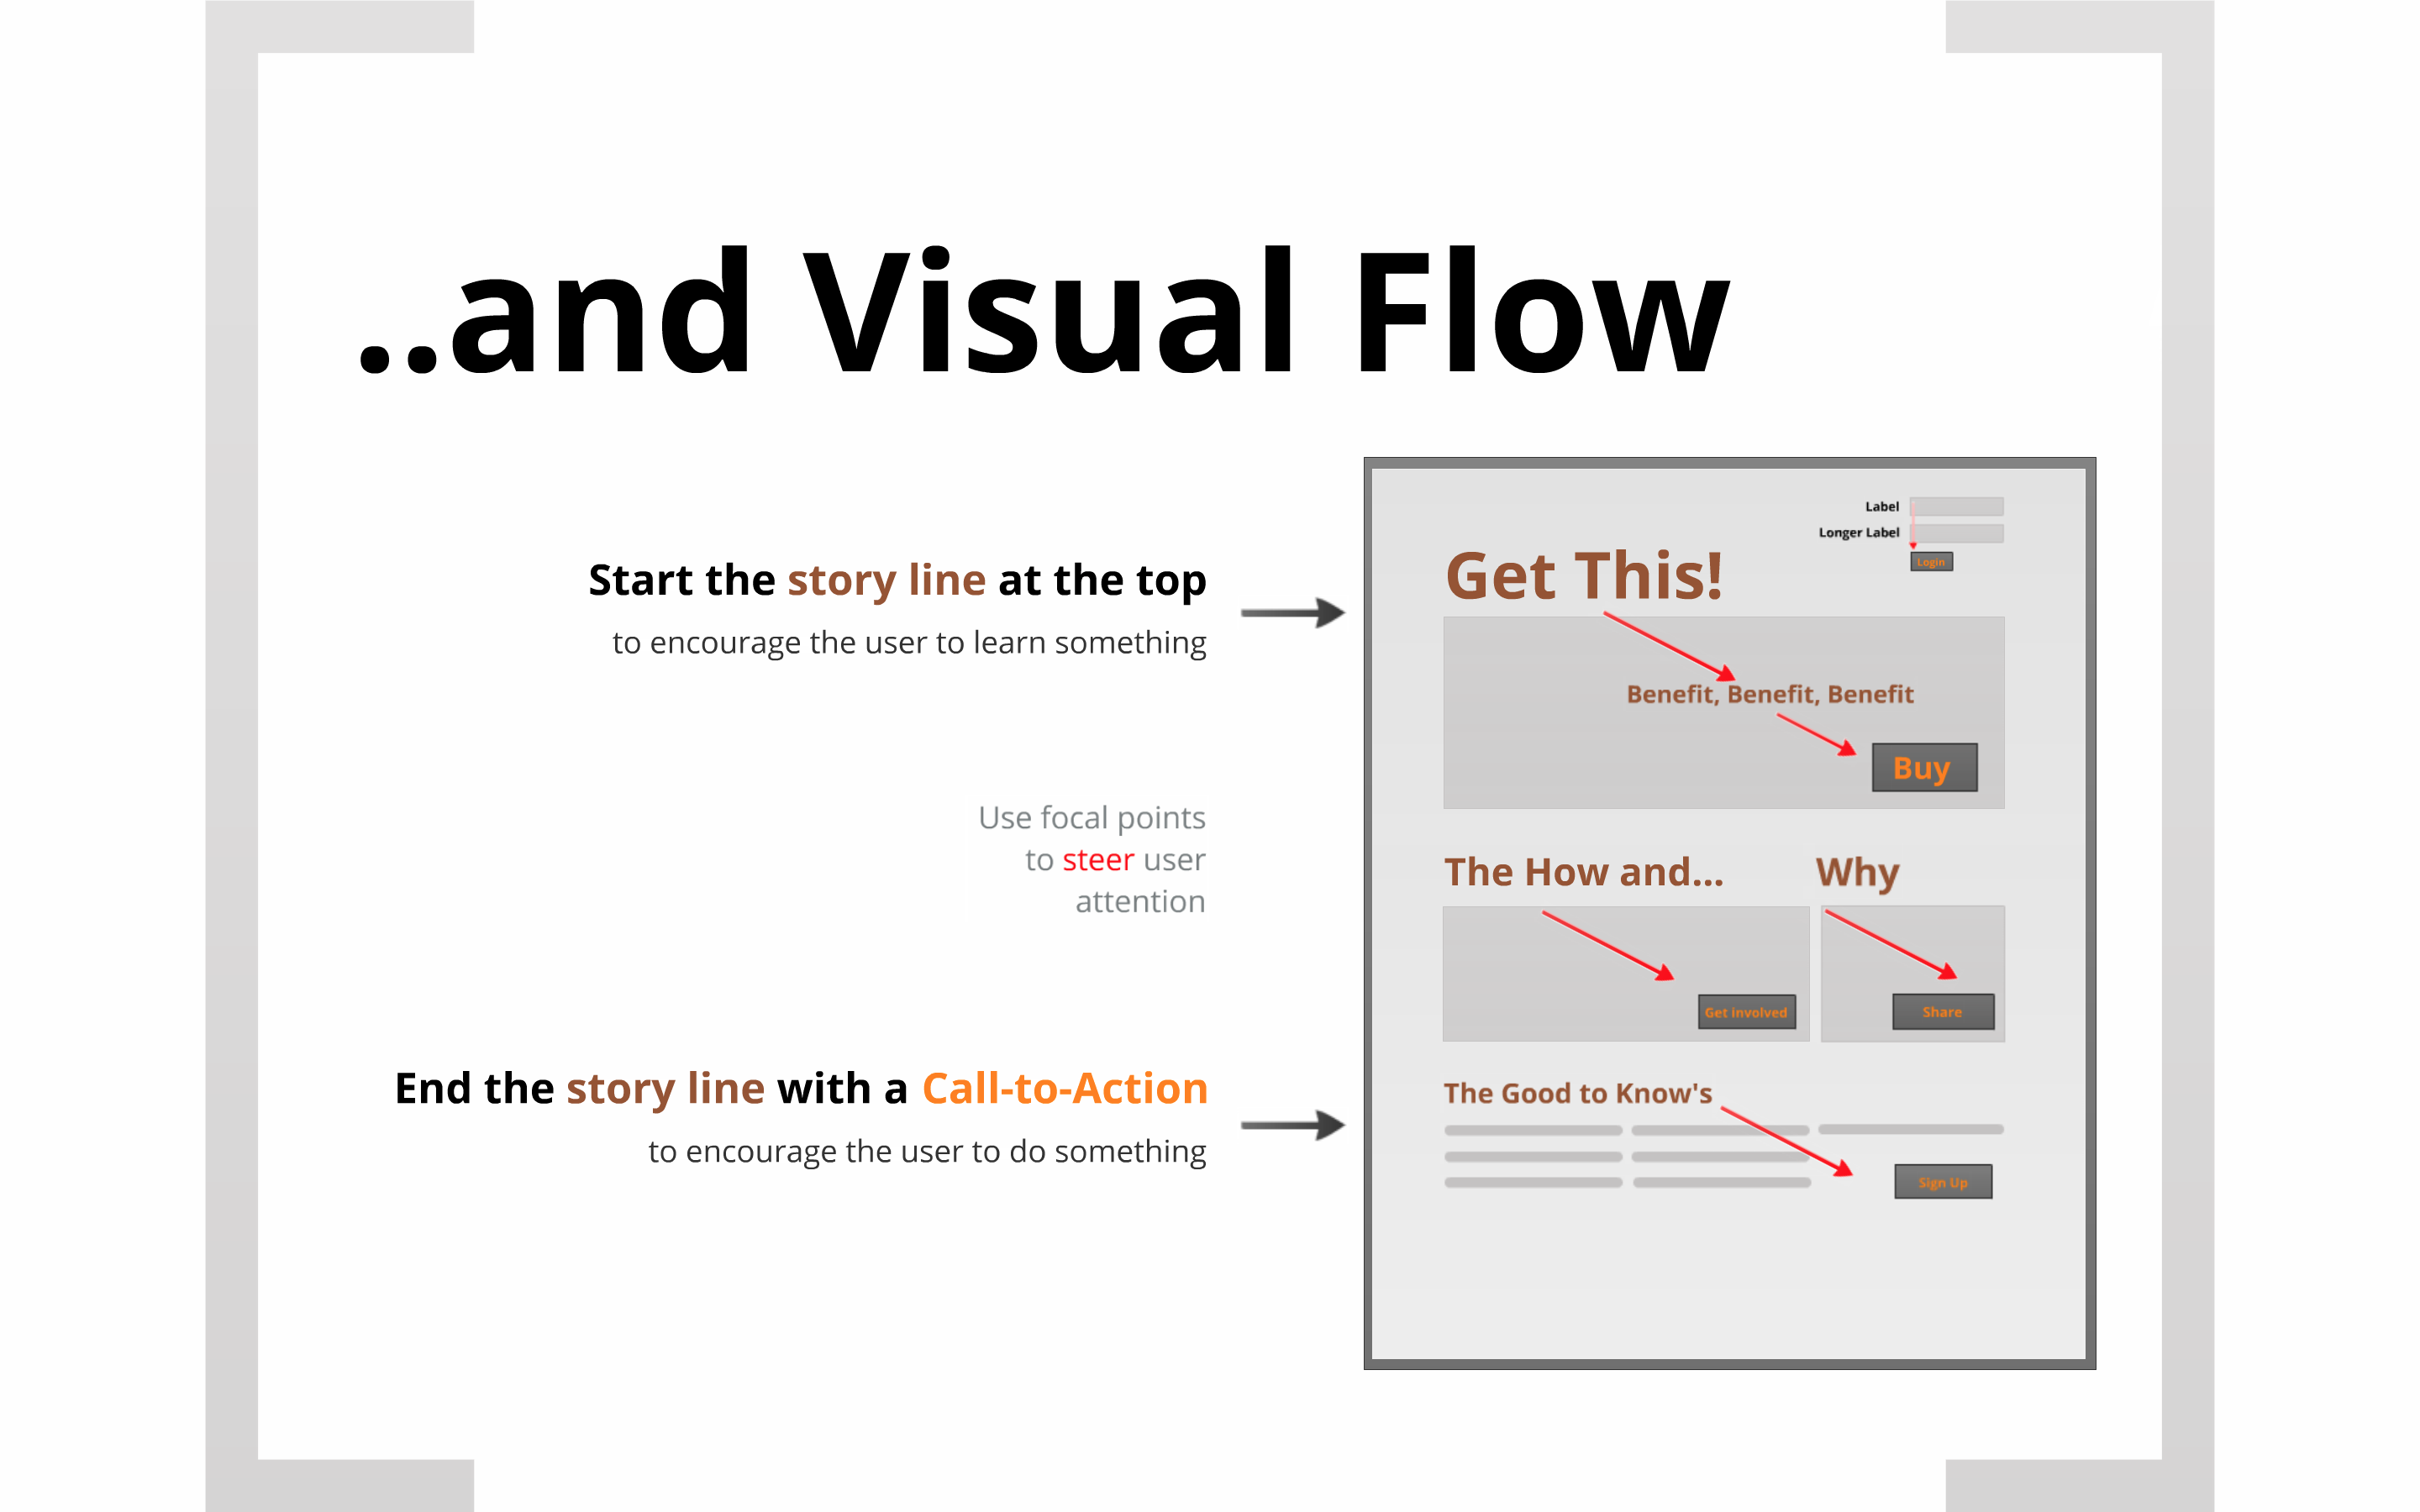 ..and Visual Flow
Start the story line at the top
to encourage the user to learn something
Use focal points
to steer user
attention
End the story line with a Call-to-Action
to encourage the user to do something
Label
Longer Label
Login
Get This!
Benefit, Benefit, Benefit
Buy
The How and...
Why
Get involved
Share
The Good to Know's
Sign Up